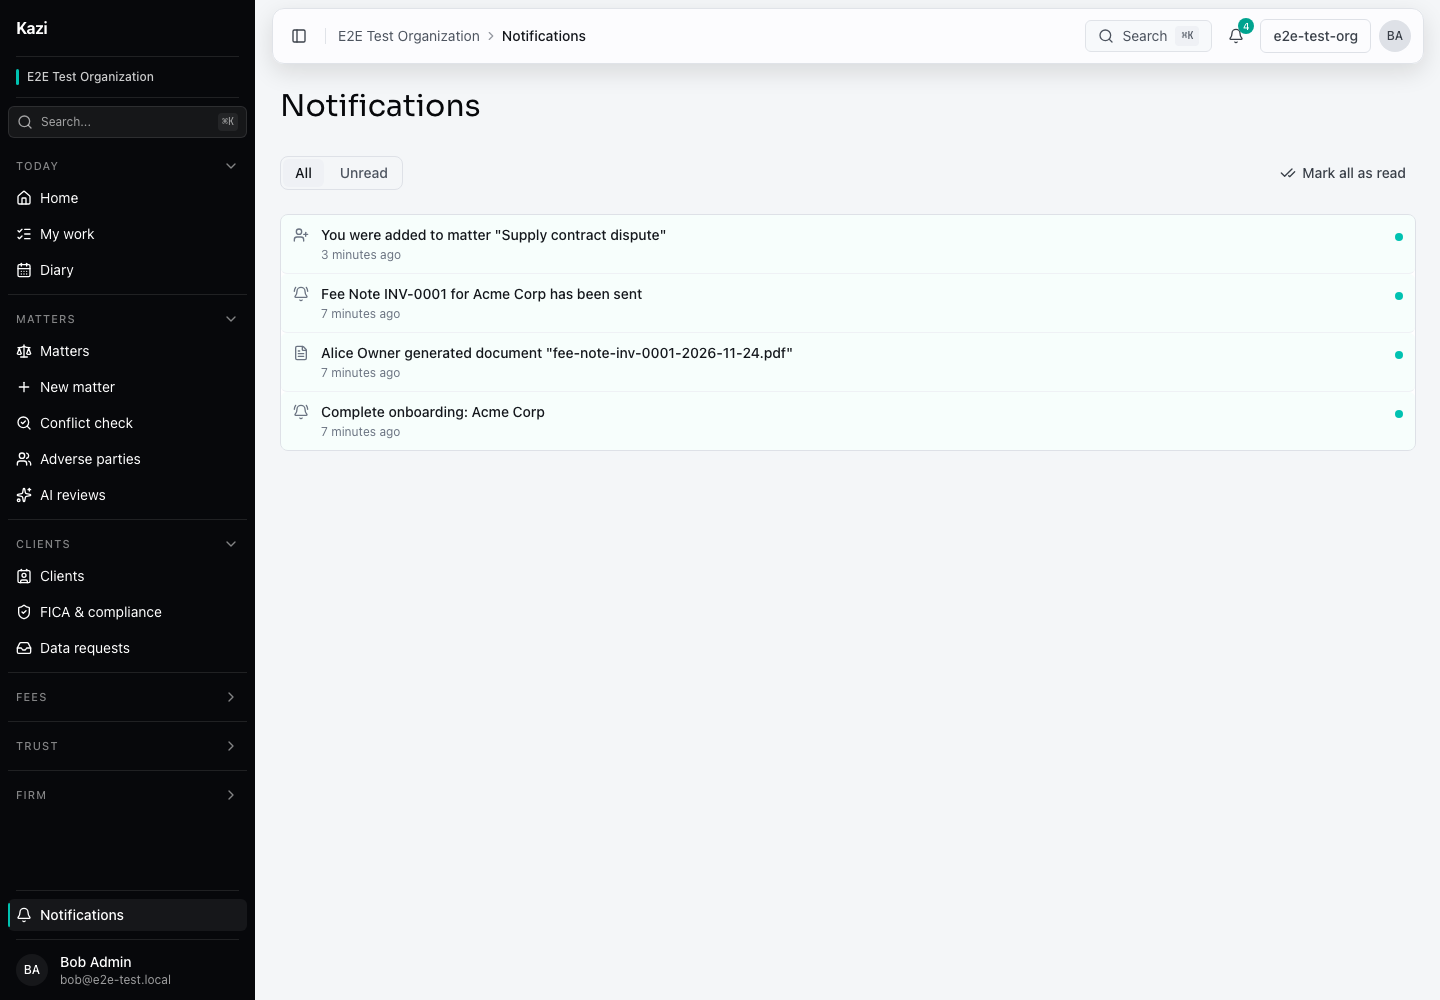 Kazi
E2E Test Organization
Search...
⌘K
TODAY
Home
My work
Diary
MATTERS
Matters
New matter
Conflict check
Adverse parties
AI reviews
CLIENTS
Clients
FICA & compliance
Data requests
FEES
TRUST
FIRM
Notifications
BA
Bob Admin
bob@e2e-test.local
E2E Test Organization
Notifications
Search ⌘K
4
e2e-test-org
BA
Notifications
All
Unread
Mark all as read
You were added to matter "Supply contract dispute"
3 minutes ago
Fee Note INV-0001 for Acme Corp has been sent
7 minutes ago
Alice Owner generated document "fee-note-inv-0001-2026-11-24.pdf"
7 minutes ago
Complete onboarding: Acme Corp
7 minutes ago